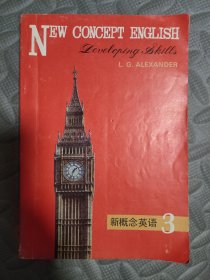 NEW CONCEPT ENGLISH
Developing Skills
L. G. ALEXANDER
新概念英语 3